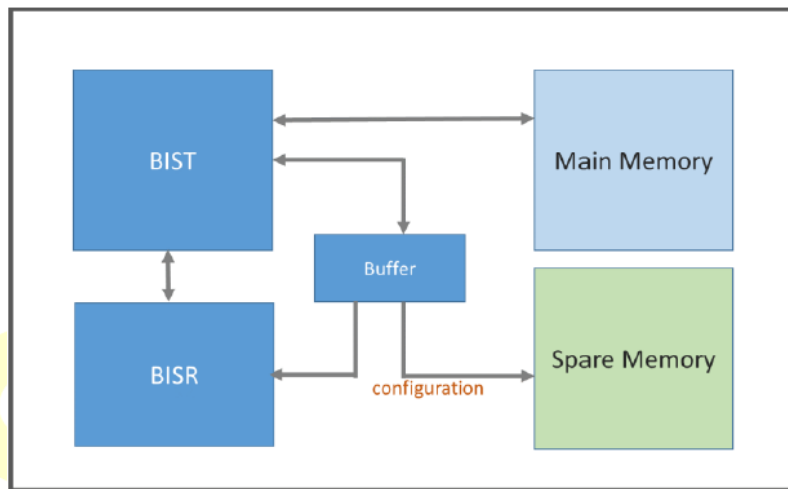 BIST
Main Memory
Buffer
BISR
Spare Memory
configuration